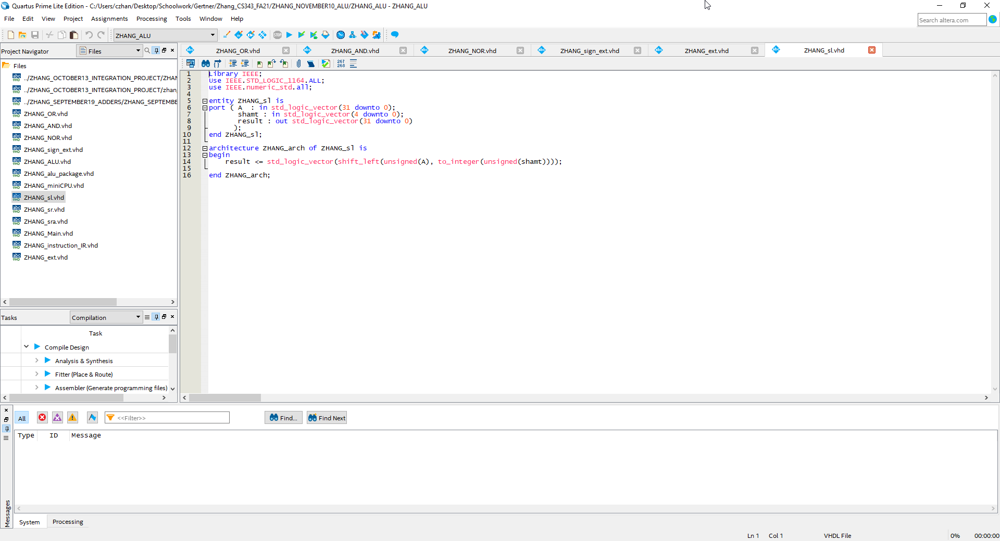 Quartus Prime Lite Edition - C:/Users/czhan/Desktop/Schoolwork/Gertner/Zhang_CS343_FA21/ZHANG_NOVEMBER10_ALU/ZHANG_ALU - ZHANG_ALU
File Edit View Project Assignments Processing Tools Window Help
Search altera.com
ZHANG_ALU
STOP
Project Navigator
Files
ZHANG_OR.vhd
ZHANG_AND.vhd
ZHANG_NOR.vhd
ZHANG_sign_ext.vhd
ZHANG_ext.vhd
ZHANG_sl.vhd
267
268
Files
../ZHANG_OCTOBER13_INTEGRATION_PROJECT/ZHAN
../ZHANG_OCTOBER13_INTEGRATION_PROJECT/zhang
../ZHANG_SEPTEMBER19_ADDERS/ZHANG_SEPTEMBE
ZHANG_OR.vhd
ZHANG_AND.vhd
ZHANG_NOR.vhd
ZHANG_sign_ext.vhd
ZHANG_ALU.vhd
ZHANG_alu_package.vhd
ZHANG_miniCPU.vhd
ZHANG_sl.vhd
ZHANG_sr.vhd
ZHANG_sra.vhd
ZHANG_Main.vhd
ZHANG_instruction_IR.vhd
ZHANG_ext.vhd
1 Library IEEE;
2 Use IEEE.STD_LOGIC_1164.ALL;
3 use IEEE.numeric_std.all;
4
5 entity ZHANG_sl is
6 port ( A : in std_logic_vector(31 downto 0);
7 shamt : in std_logic_vector(4 downto 0);
8 result : out std_logic_vector(31 downto 0)
9 );
10 end ZHANG_sl;
11
12 architecture ZHANG_arch of ZHANG_sl is
13 begin
14 result <= std_logic_vector(shift_left(unsigned(A), to_integer(unsigned(shamt))));
15
16 end ZHANG_arch;
Tasks
Compilation
Task
Compile Design
Analysis & Synthesis
Fitter (Place & Route)
Assembler (Generate programming files)
All
<<Filter>>
Find...
Find Next
Type ID Message
Messages
System
Processing
Ln 1 Col 1 VHDL File 0% 00:00:00